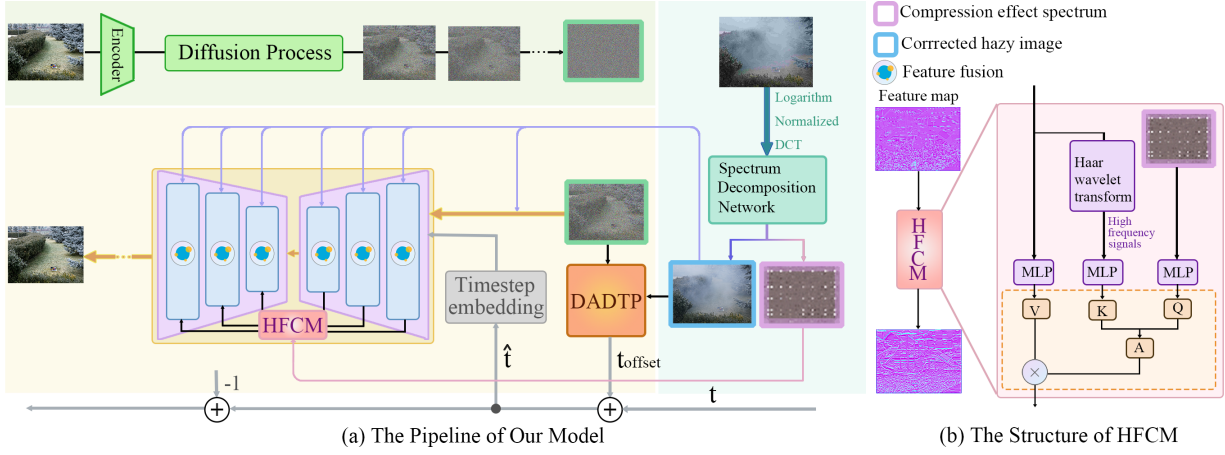 Encoder
Diffusion Process
Logarithm
Normalized
DCT
Spectrum
Decomposition
Network
HFCM
Timestep
embedding
DADTP
t̂
toffset
t
-1
+
+
(a) The Pipeline of Our Model
Compression effect spectrum
Corrrected hazy image
Feature fusion
Feature map
HFCM
Haar
wavelet
transform
High
frequency
signals
MLP
MLP
MLP
V
K
Q
A
×
(b) The Structure of HFCM